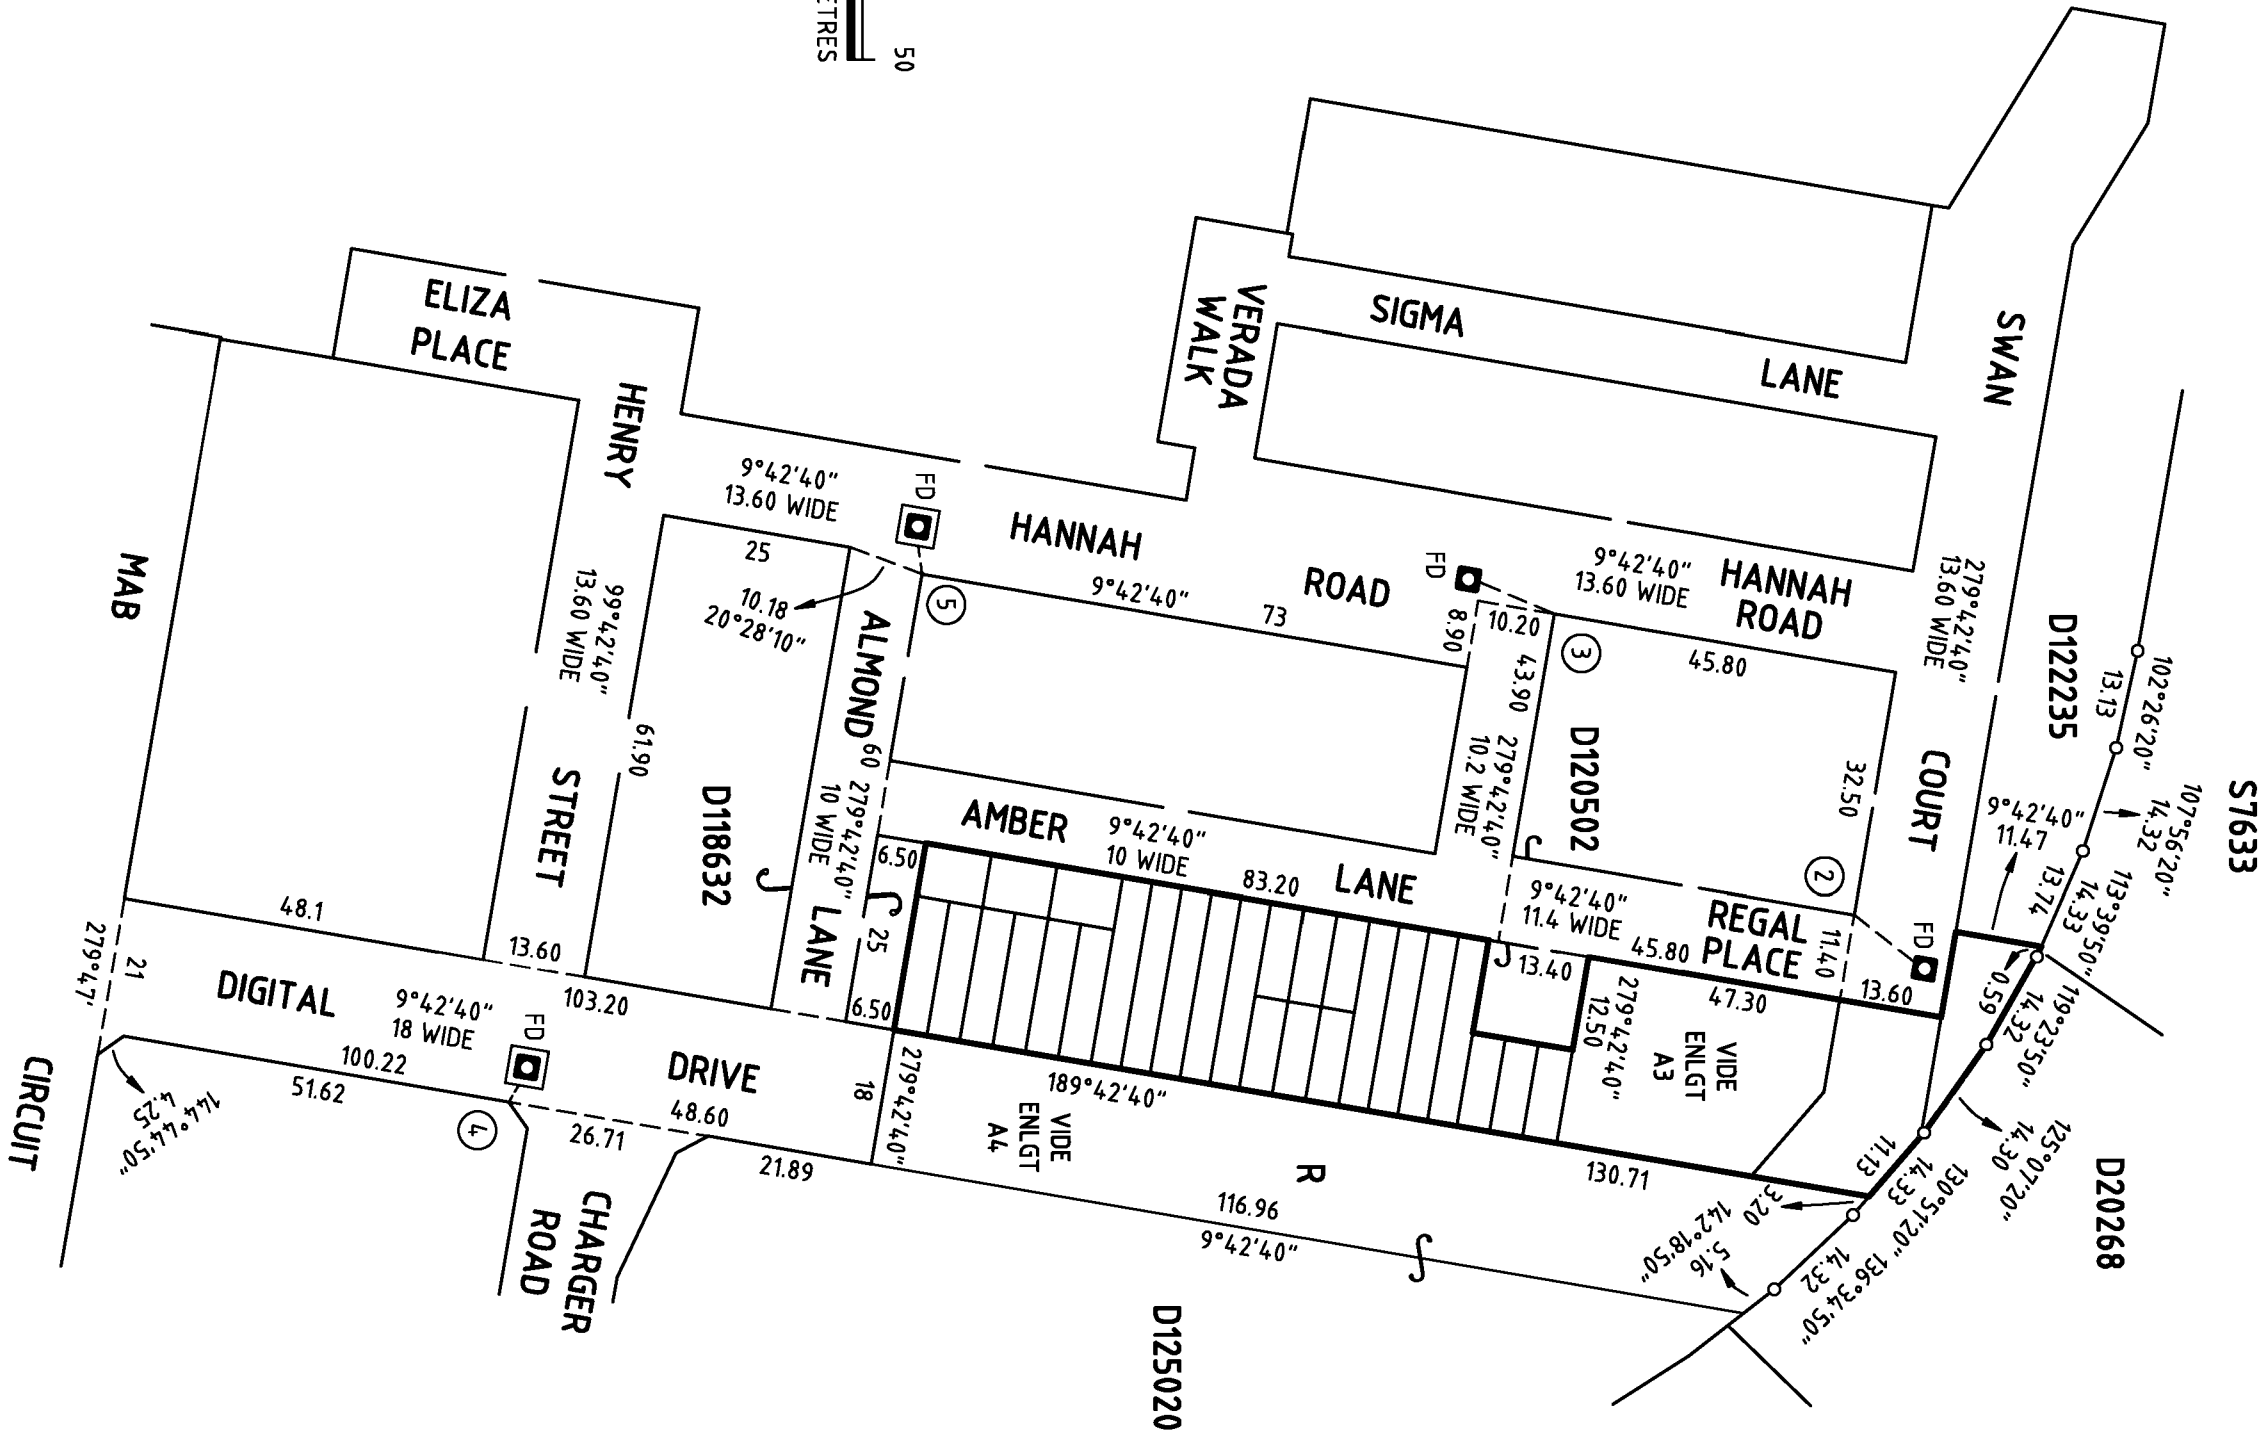 50
ETRES
ELIZA
PLACE
VERADA
WALK
SIGMA
LANE
SWAN
HENRY
9°42'40"
13.60 WIDE
FD
HANNAH
ROAD
FD
9°42'40"
13.60 WIDE
HANNAH
ROAD
279°42'40"
13.60 WIDE
D122235
102°26'20"
13.13
S7633
MAB
99°42'40"
13.60 WIDE
25
10.18
20°28'10"
5
9°42'40"
73
8.90
10.20
3
45.80
43.90
279°42'40"
10.2 WIDE
D120502
32.50
COURT
9°42'40"
11.47
107°56'20"
14.32
113°39'50"
14.33
13.74
61.90
ALMOND
60
279°42'40"
10 WIDE
LANE
D118632
STREET
AMBER
9°42'40"
10 WIDE
LANE
83.20
6.50
25
6.50
9°42'40"
11.4 WIDE
REGAL
PLACE
45.80
2
FD
11.40
13.60
13.40
47.30
279°42'40"
12.50
VIDE
ENLGT
A3
0.59
119°23'50"
14.32
125°07'20"
14.30
D20268
48.1
13.60
103.20
279°47'
21
DIGITAL
9°42'40"
18 WIDE
FD
DRIVE
18
279°42'40"
189°42'40"
VIDE
ENLGT
A4
R
130.71
11.13
130°51'20"
14.33
3.20
136°34'50"
14.32
142°18'50"
5.16
CIRCUIT
144°44'50"
4.25
100.22
51.62
4
48.60
26.71
21.89
CHARGER
ROAD
116.96
9°42'40"
D125020